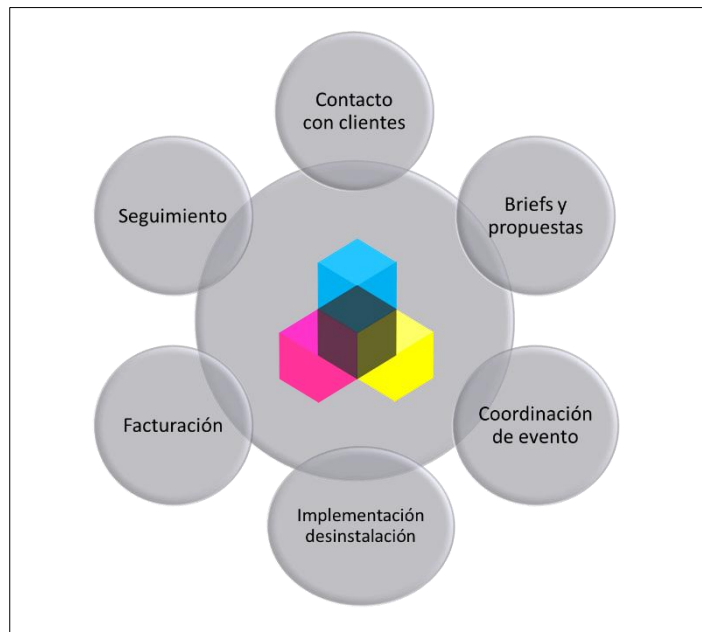 Contacto
con clientes
Briefs y
propuestas
Coordinación
de evento
Implementación
desinstalación
Facturación
Seguimiento